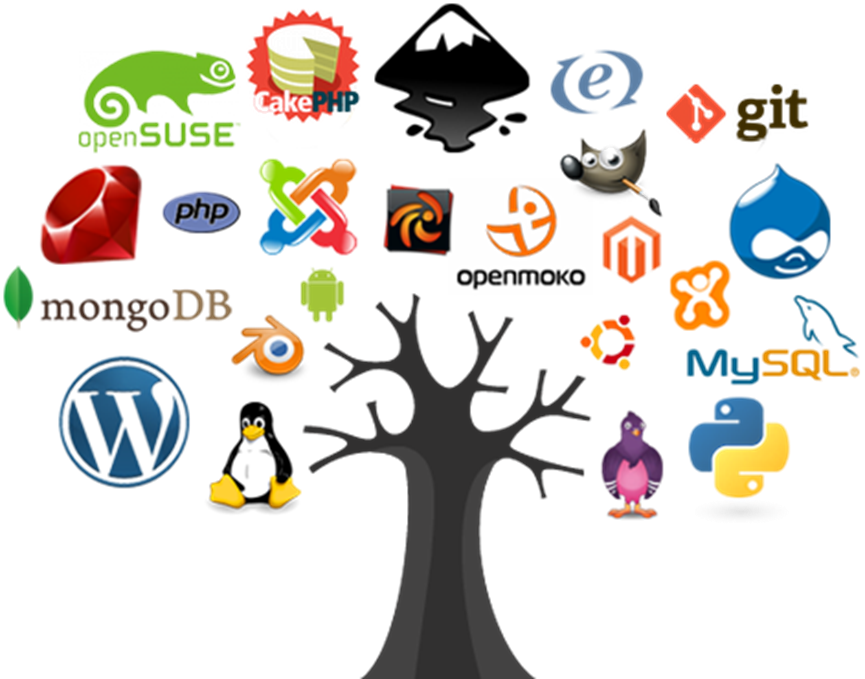 openSUSE
CakePHP
e
git
php
openmoko
mongoDB
MySQL®
W